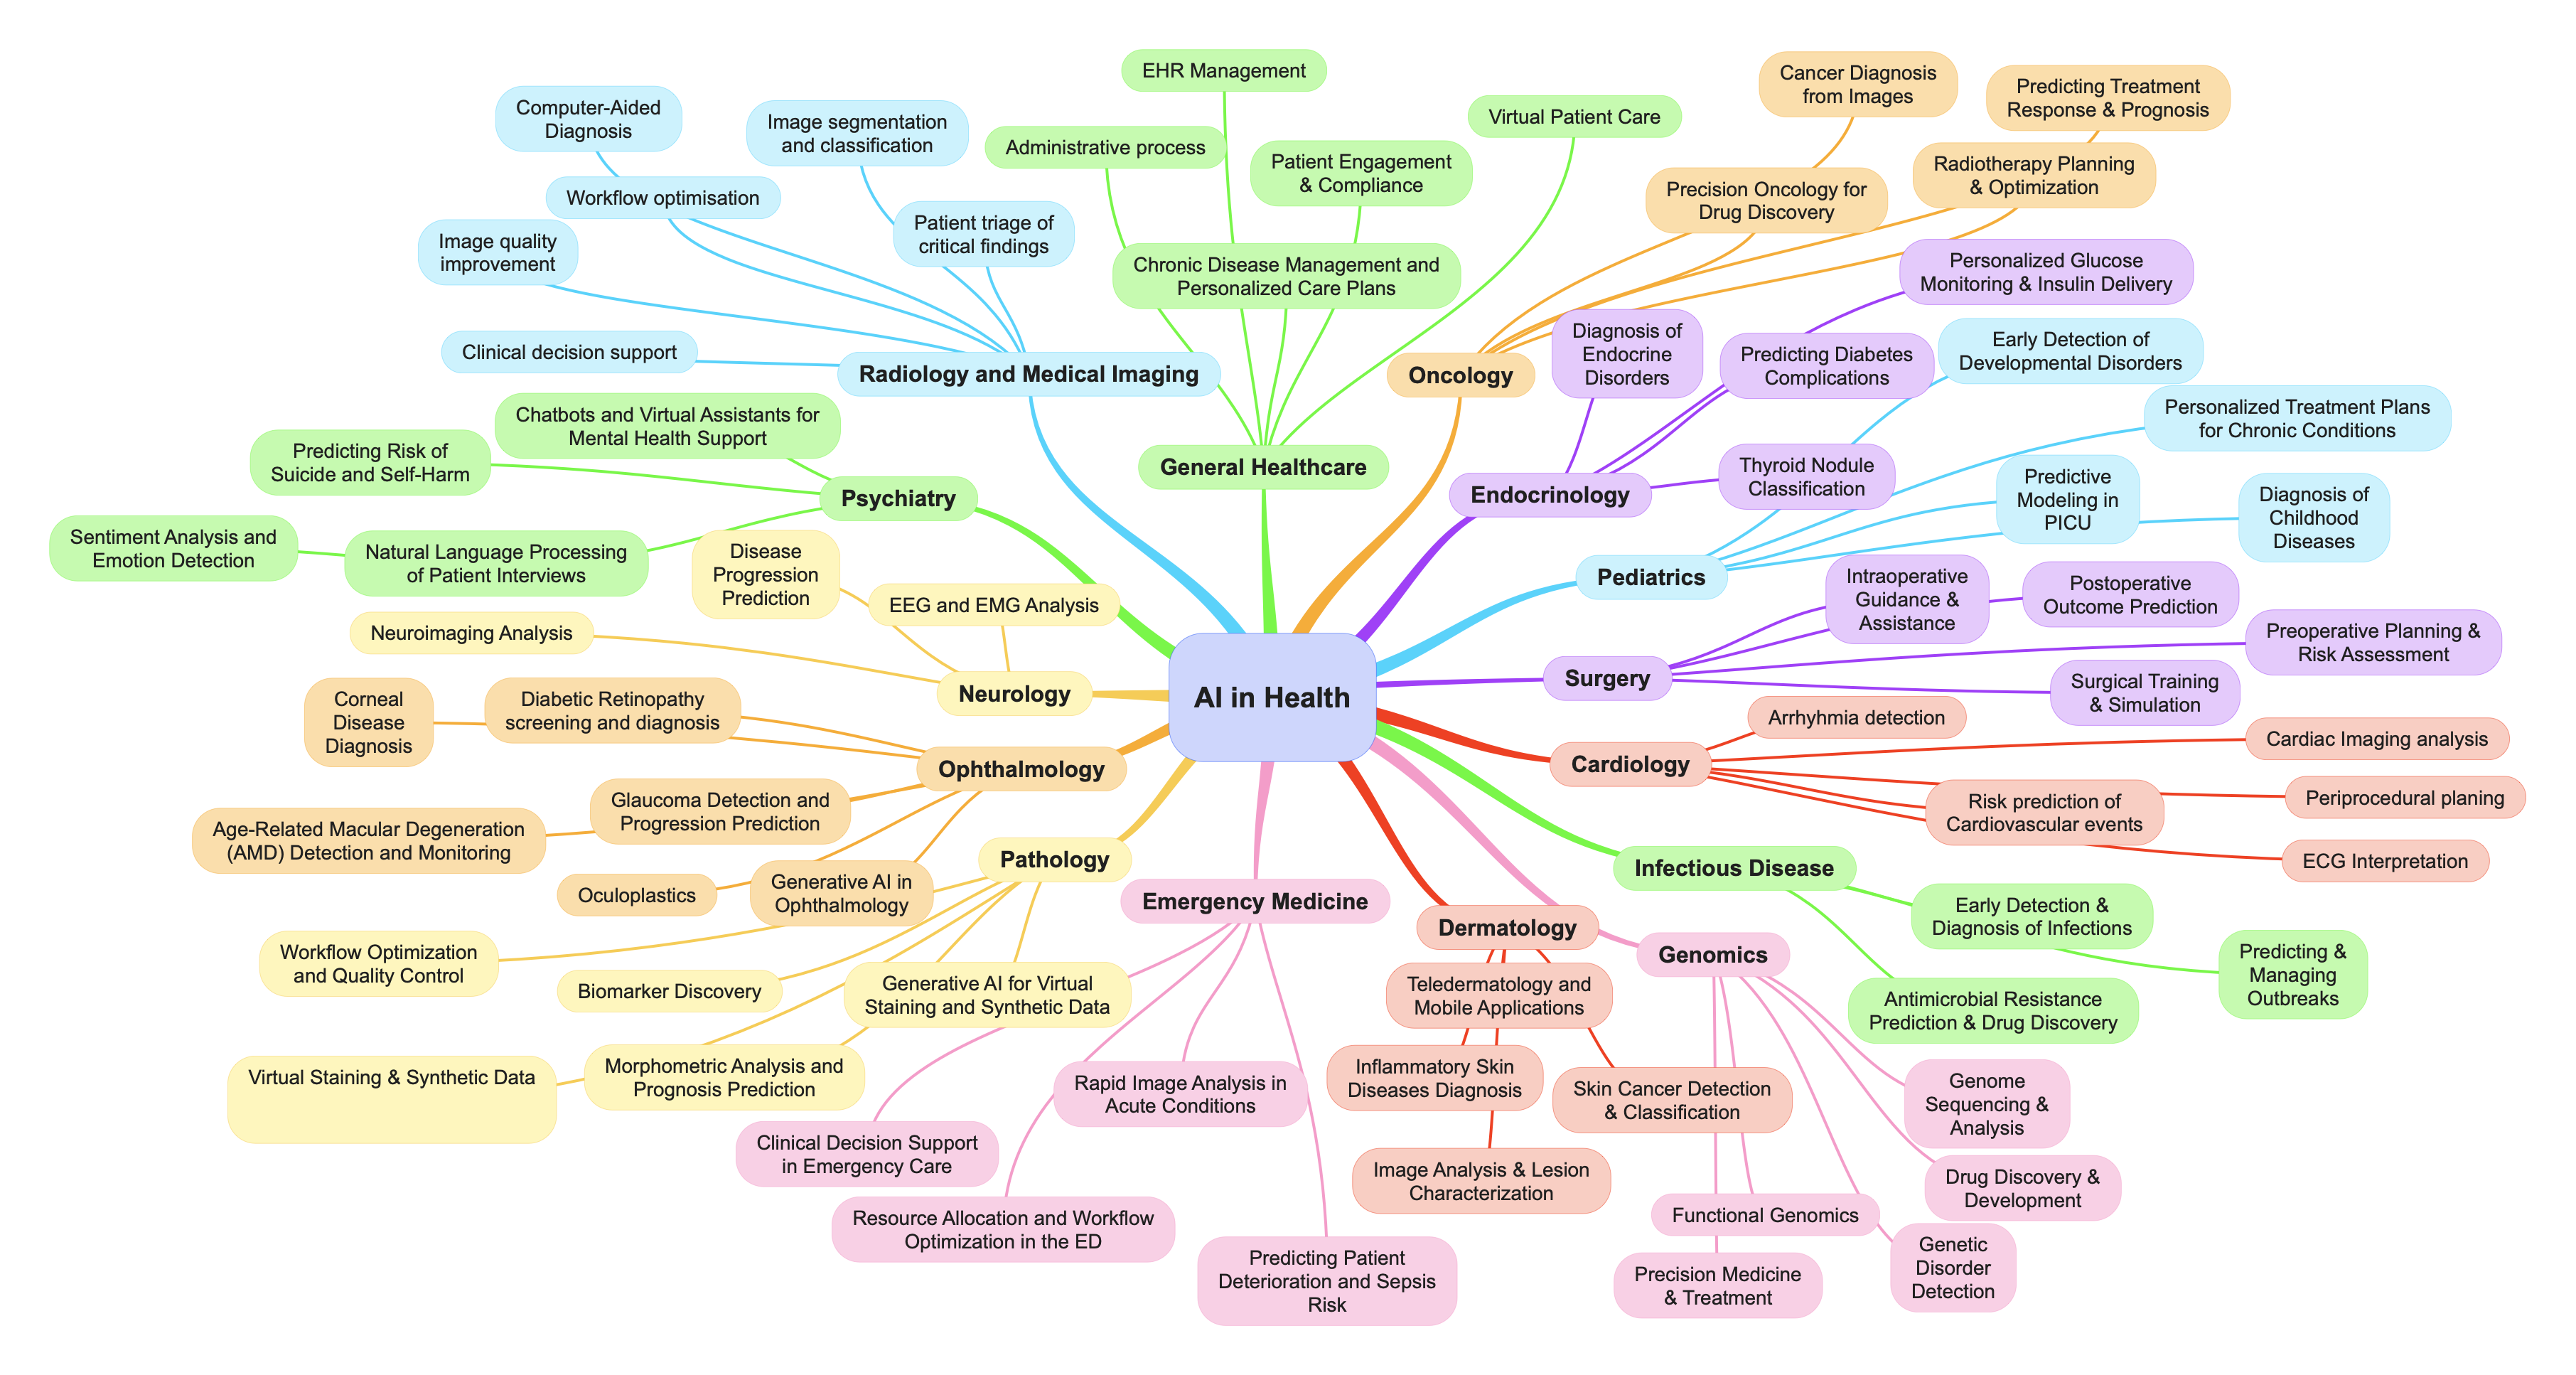 AI in Health
Radiology and Medical Imaging
Computer-Aided
Diagnosis
Workflow optimisation
Image quality
improvement
Clinical decision support
Image segmentation
and classification
Patient triage of
critical findings
General Healthcare
EHR Management
Administrative process
Patient Engagement
& Compliance
Virtual Patient Care
Chronic Disease Management and
Personalized Care Plans
Oncology
Cancer Diagnosis
from Images
Predicting Treatment
Response & Prognosis
Precision Oncology for
Drug Discovery
Radiotherapy Planning
& Optimization
Endocrinology
Personalized Glucose
Monitoring & Insulin Delivery
Diagnosis of
Endocrine
Disorders
Predicting Diabetes
Complications
Thyroid Nodule
Classification
Pediatrics
Early Detection of
Developmental Disorders
Personalized Treatment Plans
for Chronic Conditions
Predictive
Modeling in
PICU
Diagnosis of
Childhood
Diseases
Surgery
Intraoperative
Guidance &
Assistance
Postoperative
Outcome Prediction
Preoperative Planning &
Risk Assessment
Surgical Training
& Simulation
Cardiology
Arrhyhmia detection
Cardiac Imaging analysis
Periprocedural planing
Risk prediction of
Cardiovascular events
ECG Interpretation
Infectious Disease
Early Detection &
Diagnosis of Infections
Predicting &
Managing
Outbreaks
Antimicrobial Resistance
Prediction & Drug Discovery
Genomics
Genome
Sequencing &
Analysis
Drug Discovery &
Development
Functional Genomics
Genetic
Disorder
Detection
Precision Medicine
& Treatment
Dermatology
Teledermatology and
Mobile Applications
Inflammatory Skin
Diseases Diagnosis
Skin Cancer Detection
& Classification
Image Analysis & Lesion
Characterization
Emergency Medicine
Rapid Image Analysis in
Acute Conditions
Clinical Decision Support
in Emergency Care
Resource Allocation and Workflow
Optimization in the ED
Predicting Patient
Deterioration and Sepsis
Risk
Pathology
Workflow Optimization
and Quality Control
Biomarker Discovery
Generative AI for Virtual
Staining and Synthetic Data
Virtual Staining & Synthetic Data
Morphometric Analysis and
Prognosis Prediction
Ophthalmology
Corneal
Disease
Diagnosis
Diabetic Retinopathy
screening and diagnosis
Glaucoma Detection and
Progression Prediction
Age-Related Macular Degeneration
(AMD) Detection and Monitoring
Oculoplastics
Generative AI in
Ophthalmology
Neurology
Disease
Progression
Prediction
EEG and EMG Analysis
Neuroimaging Analysis
Psychiatry
Chatbots and Virtual Assistants for
Mental Health Support
Predicting Risk of
Suicide and Self-Harm
Sentiment Analysis and
Emotion Detection
Natural Language Processing
of Patient Interviews